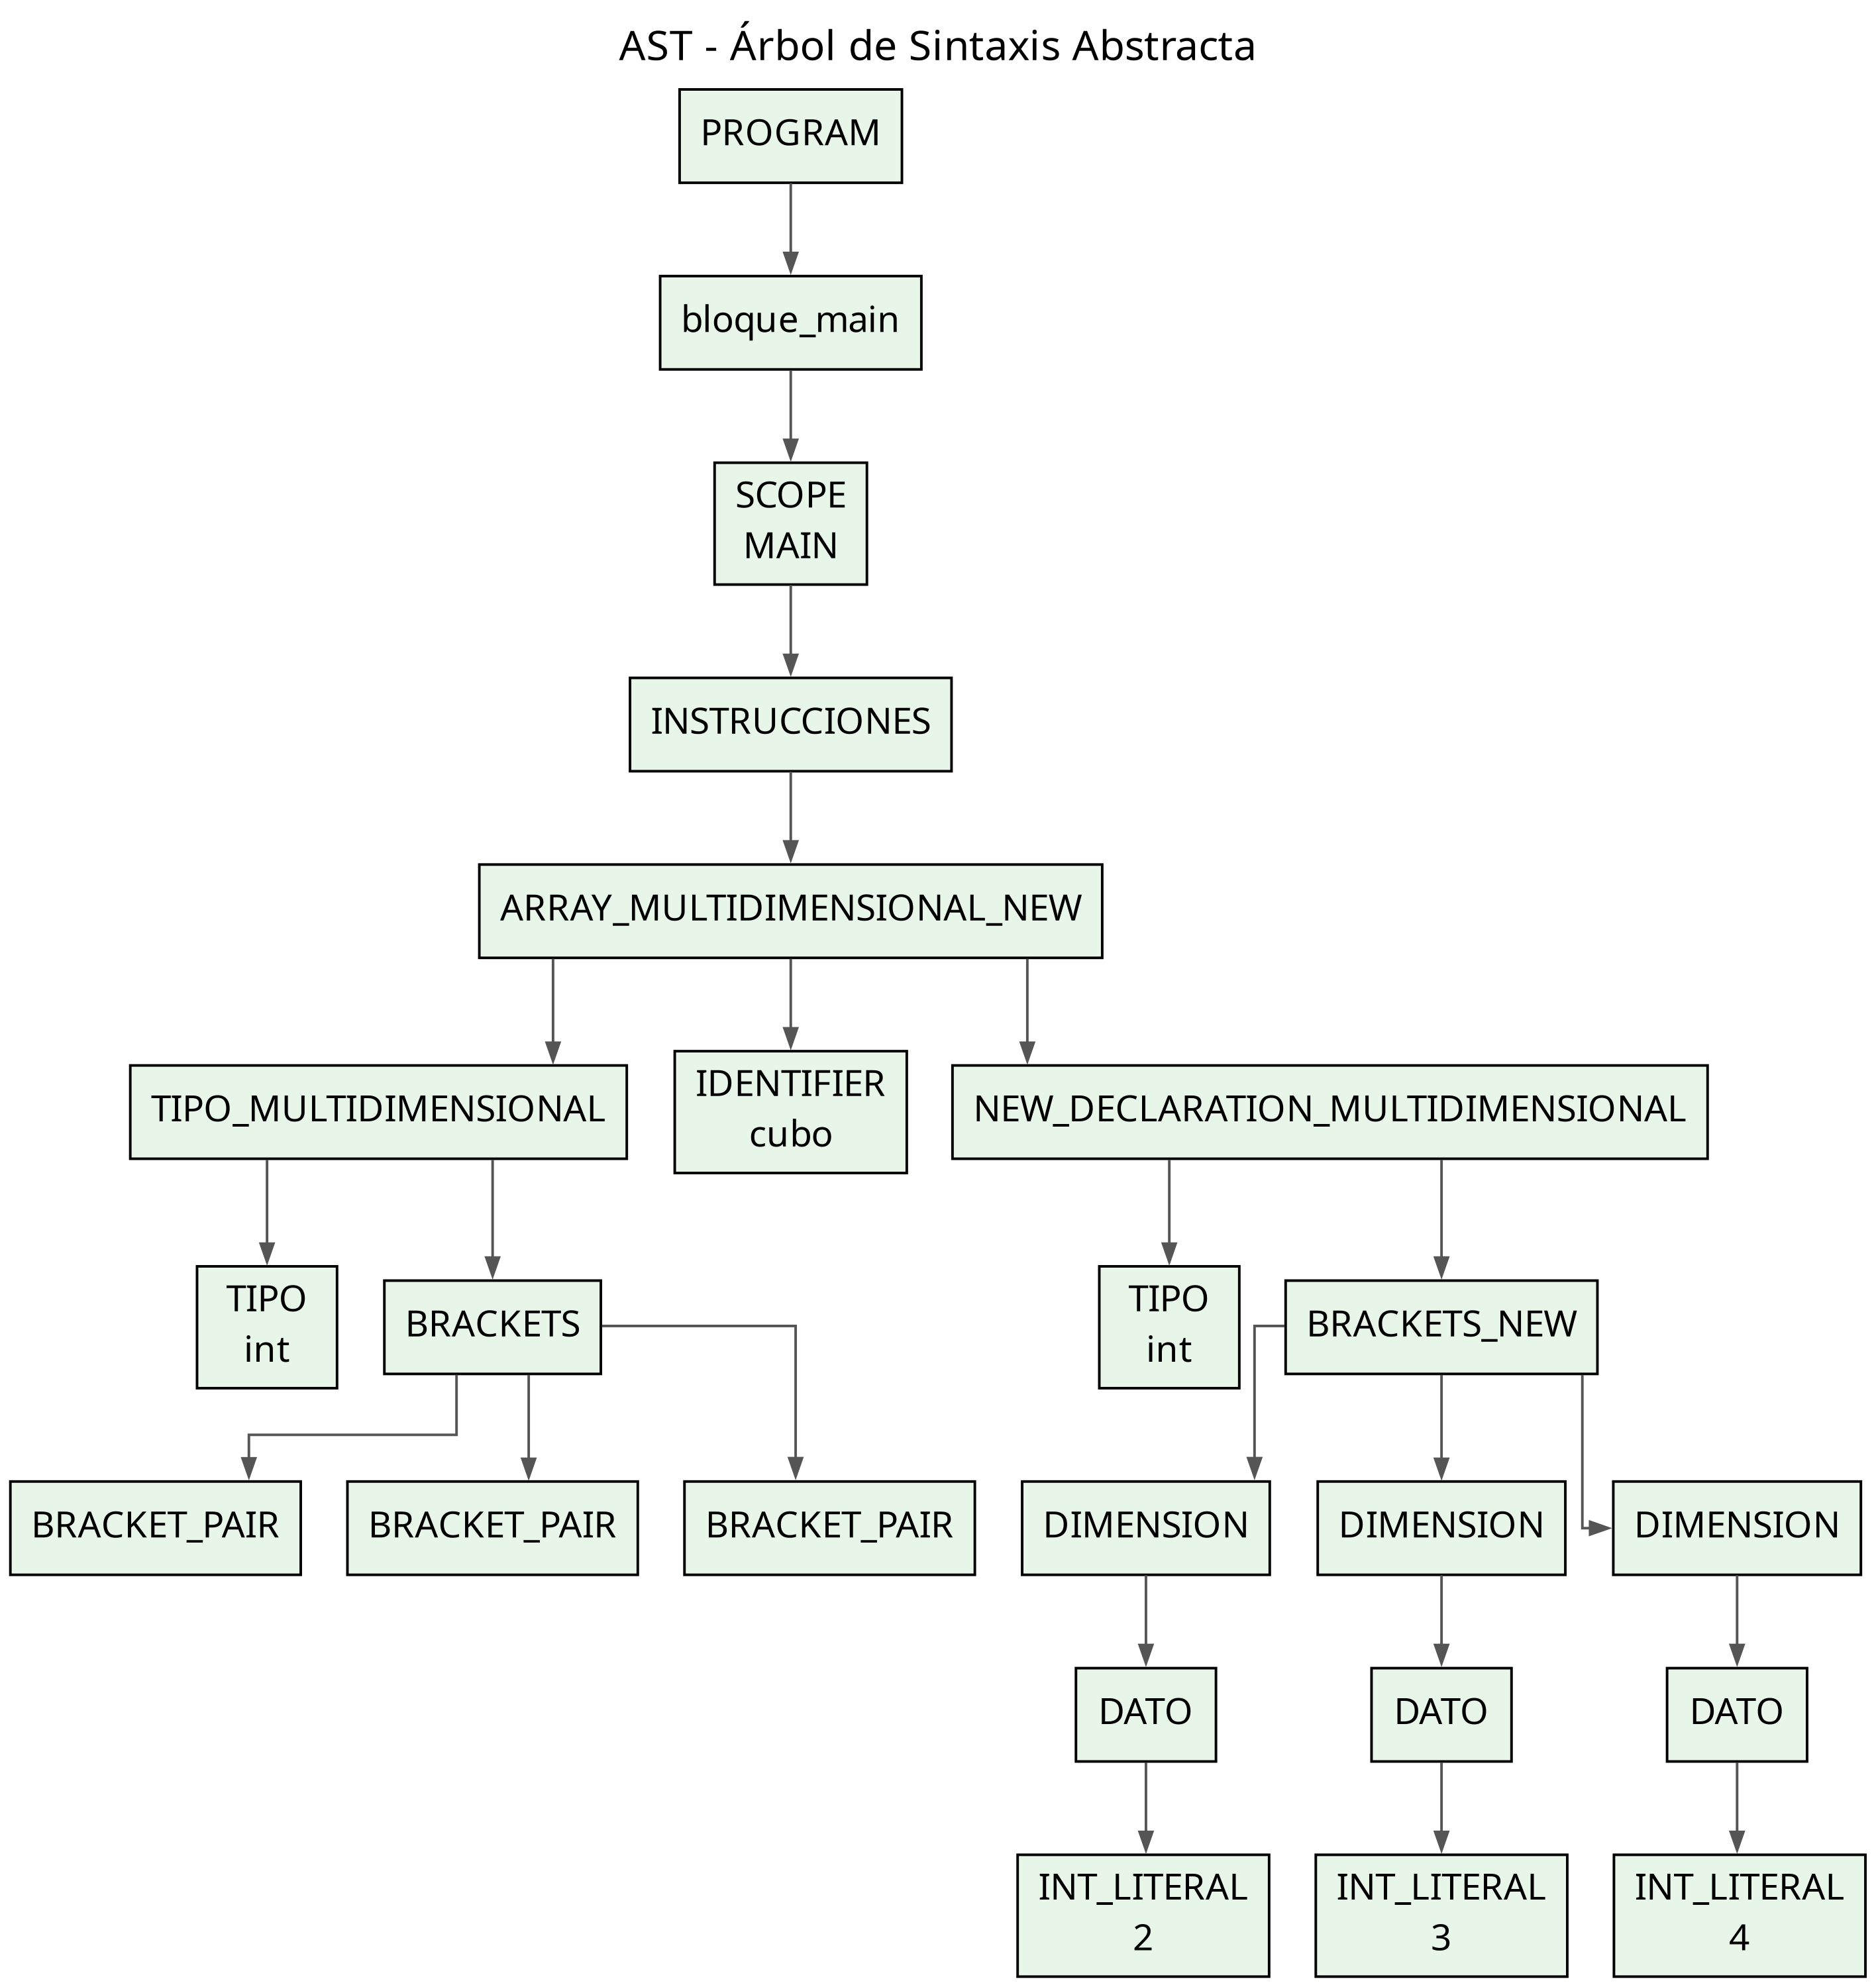 AST - Árbol de Sintaxis Abstracta
PROGRAM
bloque_main
SCOPE
MAIN
INSTRUCCIONES
ARRAY_MULTIDIMENSIONAL_NEW
TIPO_MULTIDIMENSIONAL
IDENTIFIER
cubo
NEW_DECLARATION_MULTIDIMENSIONAL
TIPO
int
BRACKETS
TIPO
int
BRACKETS_NEW
BRACKET_PAIR
BRACKET_PAIR
BRACKET_PAIR
DIMENSION
DIMENSION
DIMENSION
DATO
DATO
DATO
INT_LITERAL
2
INT_LITERAL
3
INT_LITERAL
4